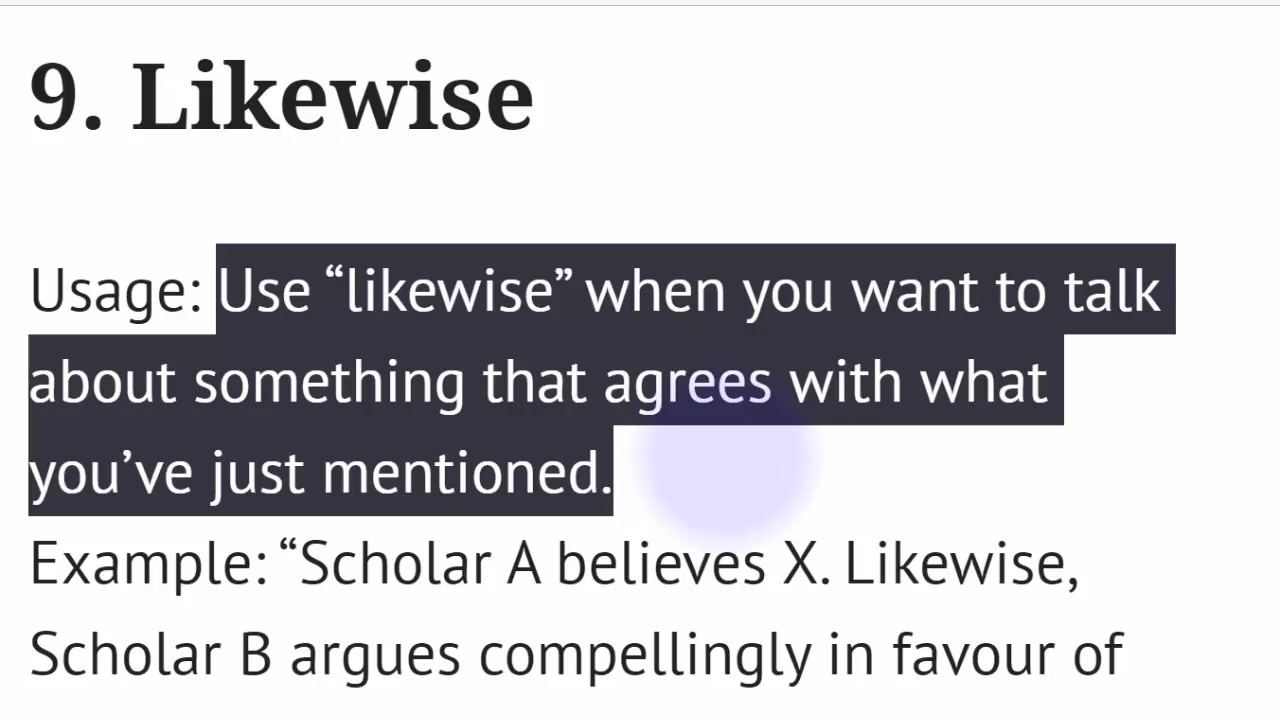 9. Likewise
Usage: Use “likewise” when you want to talk
about something that agrees with what
you’ve just mentioned.
Example: “Scholar A believes X. Likewise,
Scholar B argues compellingly in favour of